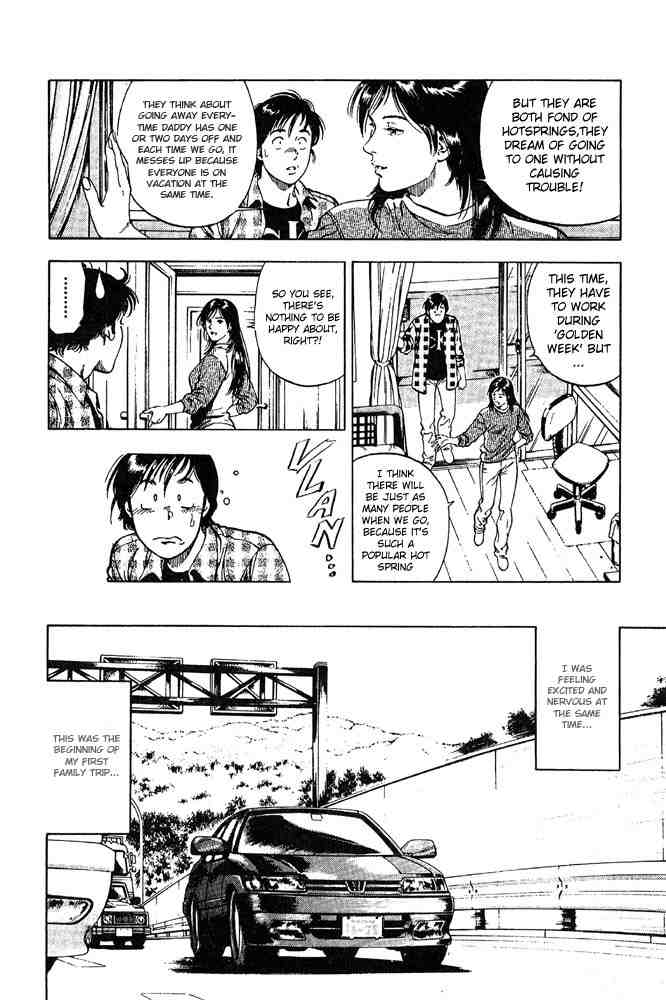 BUT THEY ARE
BOTH FOND OF
HOTSPRINGS,THEY
DREAM OF GOING
TO ONE WITHOUT
CAUSING
TROUBLE!
THEY THINK ABOUT
GOING AWAY EVERY-
TIME DADDY HAS ONE
OR TWO DAYS OFF AND
EACH TIME WE GO, IT
MESSES UP BECAUSE
EVERYONE IS ON
VACATION AT THE
SAME TIME.
THIS TIME,
THEY HAVE
TO WORK
DURING
'GOLDEN
WEEK' BUT
...
I THINK
THERE WILL
BE JUST AS
MANY PEOPLE
WHEN WE GO,
BECAUSE IT'S
SUCH A
POPULAR HOT
SPRING
SO YOU SEE,
THERE'S
NOTHING TO
BE HAPPY ABOUT,
RIGHT?!
......
VLAN...
I WAS
FEELING
EXCITED AND
NERVOUS AT
THE SAME
TIME...
THIS WAS THE
BEGINNING OF
MY FIRST
FAMILY TRIP...